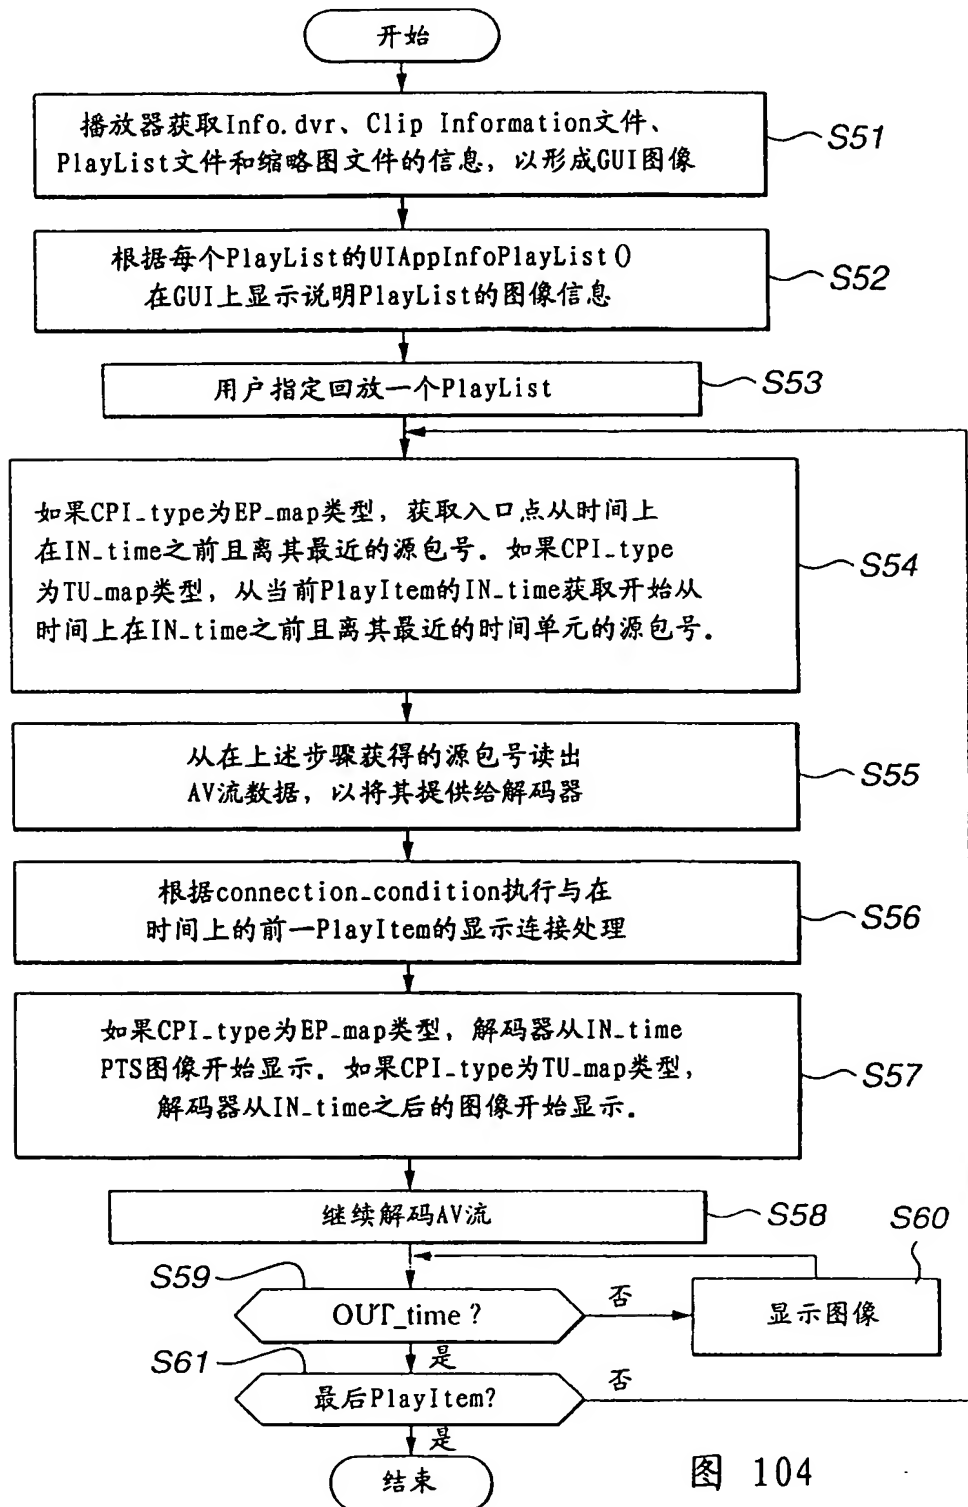 开始
播放器获取Info.dvr、Clip Information文件、
PlayList文件和缩略图文件的信息，以形成GUI图像
S51
根据每个PlayList的UIAppInfoPlayList()
在GUI上显示说明PlayList的图像信息
S52
用户指定回放一个PlayList
S53
如果CPI_type为EP_map类型，获取入口点从时间上
在IN_time之前且离其最近的源包号。如果CPI_type
为TU_map类型，从当前PlayItem的IN_time获取开始从
时间上在IN_time之前且离其最近的时间单元的源包号。
S54
从在上述步骤获得的源包号读出
AV流数据，以将其提供给解码器
S55
根据connection_condition执行与在
时间上的前一PlayItem的显示连接处理
S56
如果CPI_type为EP_map类型，解码器从IN_time
PTS图像开始显示。如果CPI_type为TU_map类型，
解码器从IN_time之后的图像开始显示。
S57
继续解码AV流
S58
S60
S59
OUT_time？
否
显示图像
是
S61
最后PlayItem?
否
是
结束
图 104